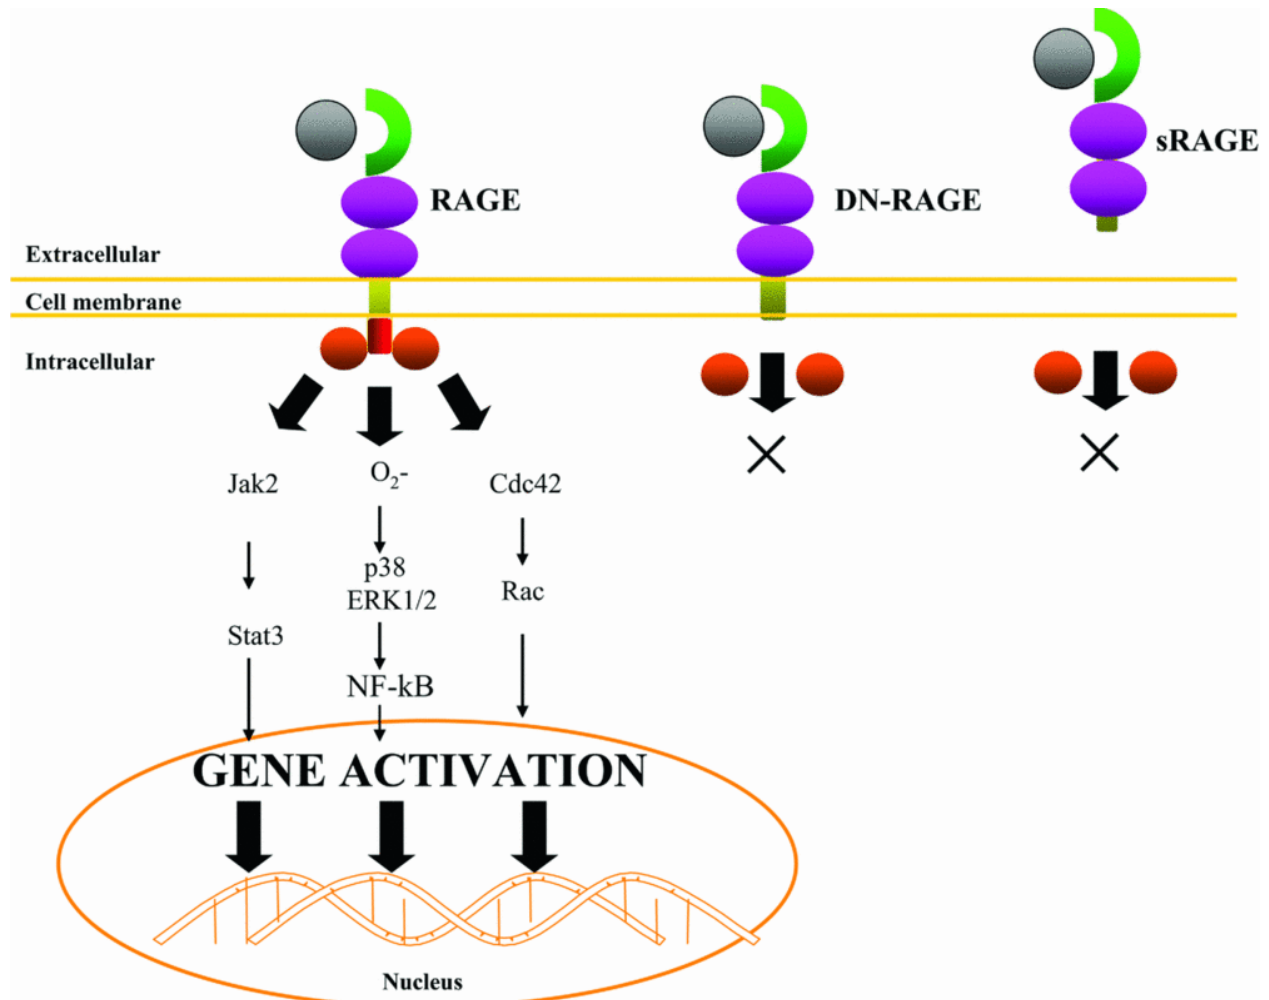 sRAGE
RAGE
DN-RAGE
Extracellular
Cell membrane
Intracellular
Jak2
O₂-
Cdc42
p38
ERK1/2
Rac
Stat3
NF-kB
GENE ACTIVATION
Nucleus